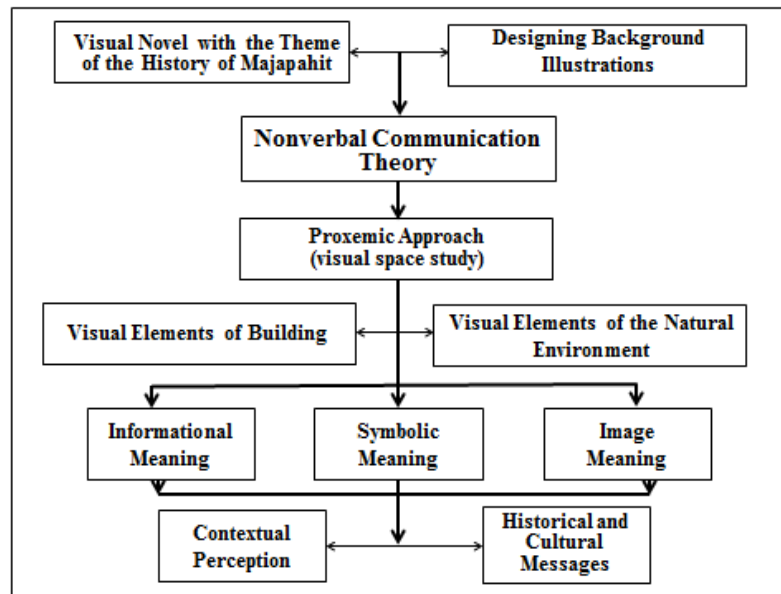 Visual Novel with the Theme
of the History of Majapahit
Designing Background
Illustrations
Nonverbal Communication
Theory
Proxemic Approach
(visual space study)
Visual Elements of Building
Visual Elements of the Natural
Environment
Informational
Meaning
Symbolic
Meaning
Image
Meaning
Contextual
Perception
Historical and
Cultural
Messages